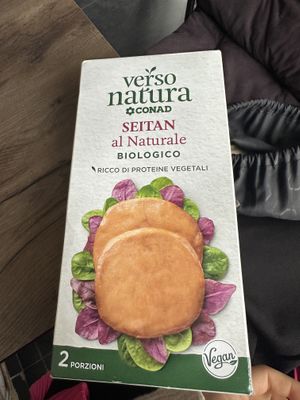 verso
natura
CONAD
SEITAN
al Naturale
BIOLOGICO
RICCO DI PROTEINE VEGETALI
2 PORZIONI
Vegan